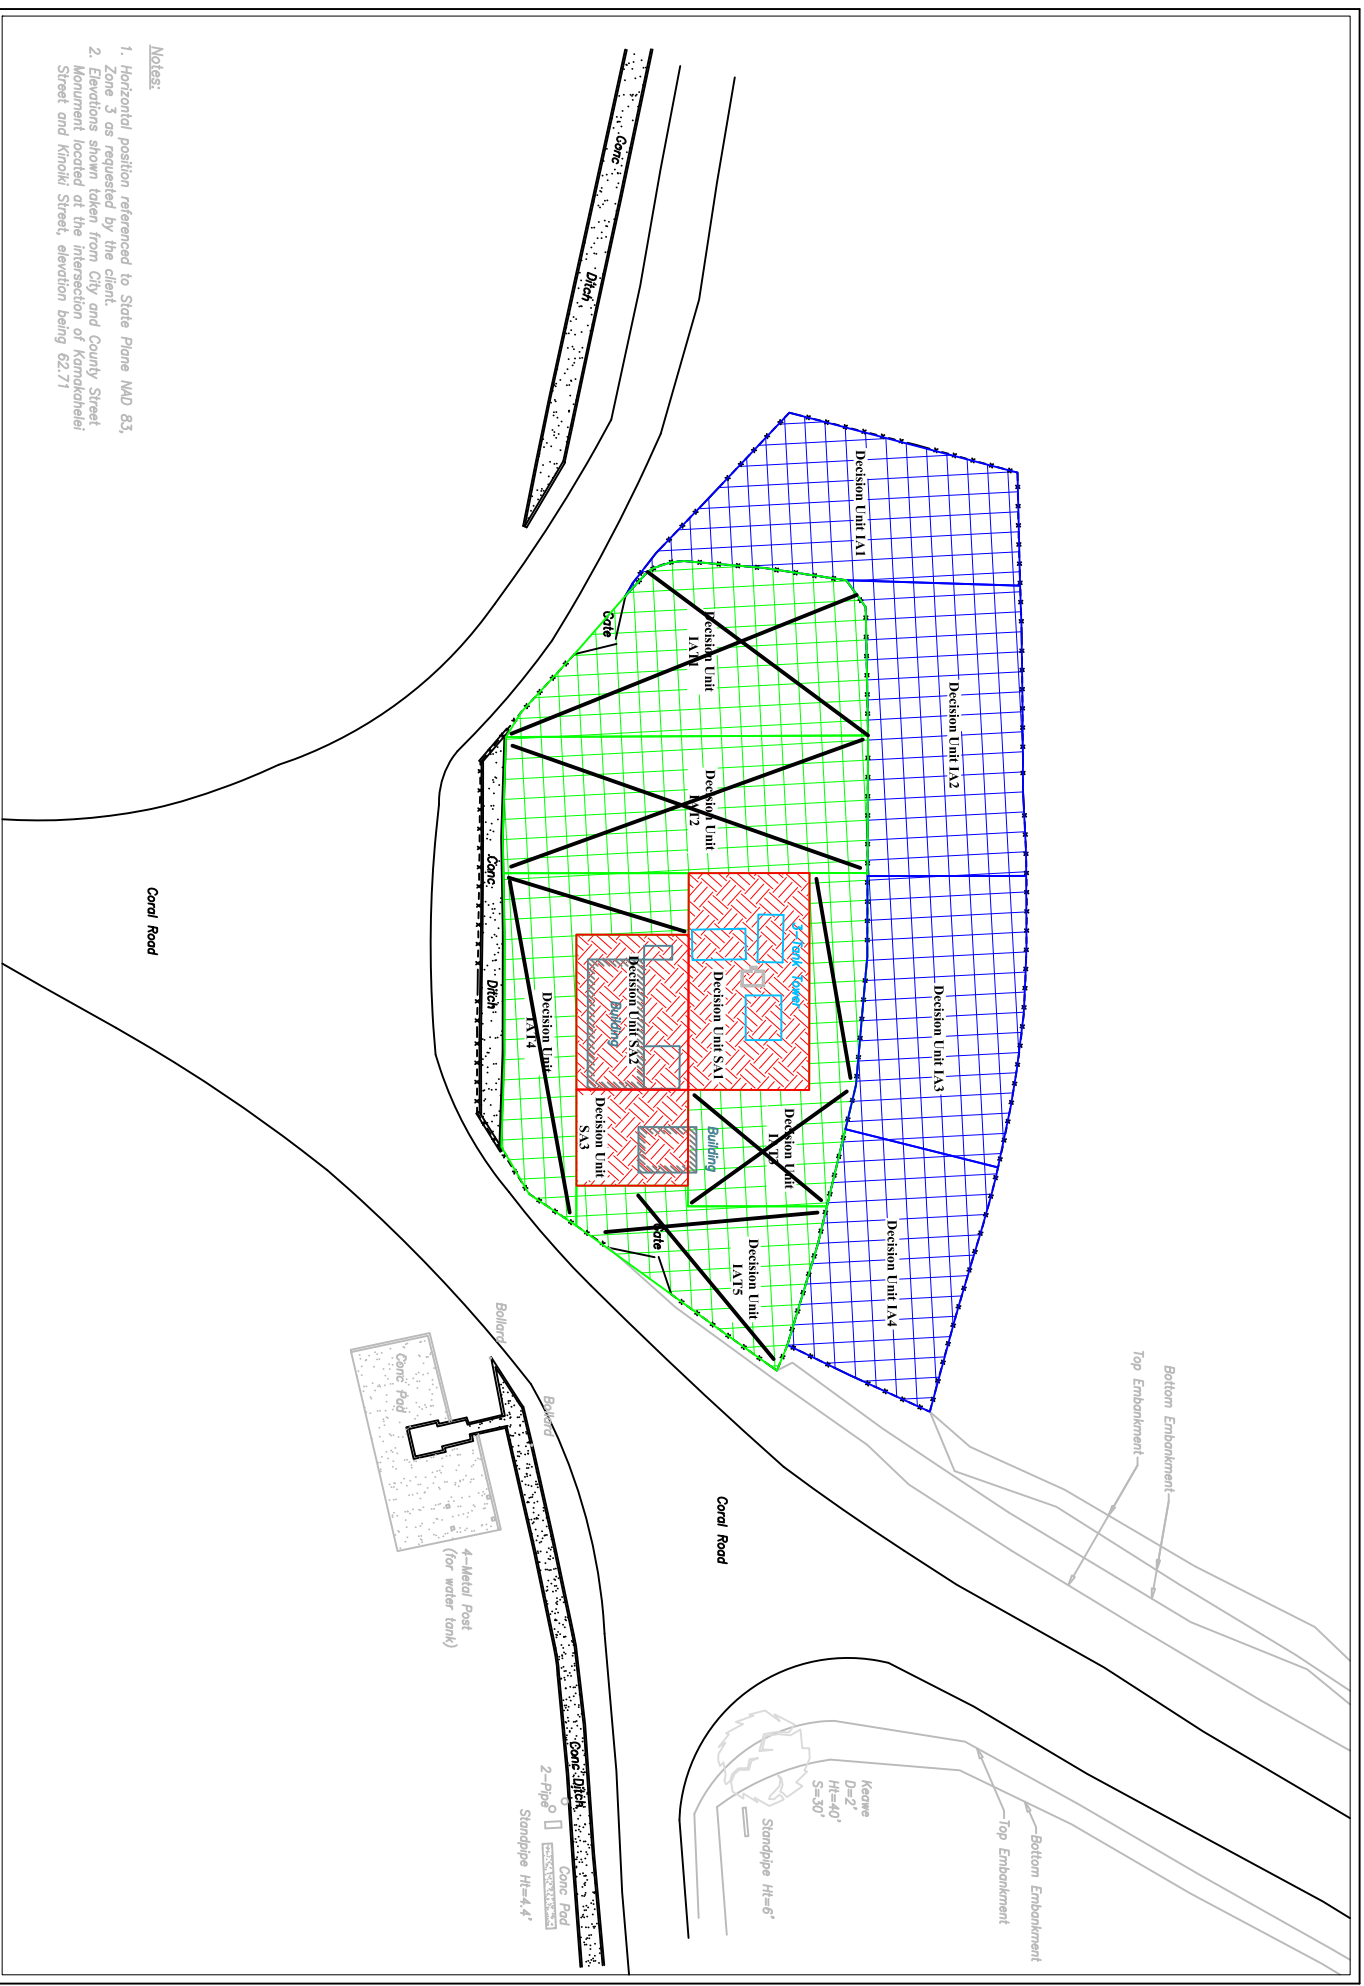 Notes:
1. Horizontal position referenced to State Plane NAD 83,
Zone 3 as requested by the client.
2. Elevations shown taken from City and County Street
Monument located at the intersection of Kamakahelei
Street and Kinoiki Street, elevation being 62.71
Conc
Ditch
Decision Unit IA1
Decision Unit IA2
Decision Unit IA3
Decision Unit IA4
Gate
Decision Unit
IAT1
Decision Unit
IAT2
3-Tank Tower
Decision Unit SA1
Decision Unit SA2
Building
Decision Unit
SA3
Building
Decision Unit
Decision Unit
IAT4
Decision Unit
IAT5
Gate
Conc.
Ditch
Coral Road
Coral Road
Bottom Embankment
Top Embankment
Bollard
Bollard
Conc Pad
4-Metal Post
(for water tank)
Keawe
D=2'
Ht=40'
S=30'
Standpipe Ht=6'
Bottom Embankment
Top Embankment
Conc Ditch
2-Pipe
Conc Pad
Standpipe Ht=4.4'